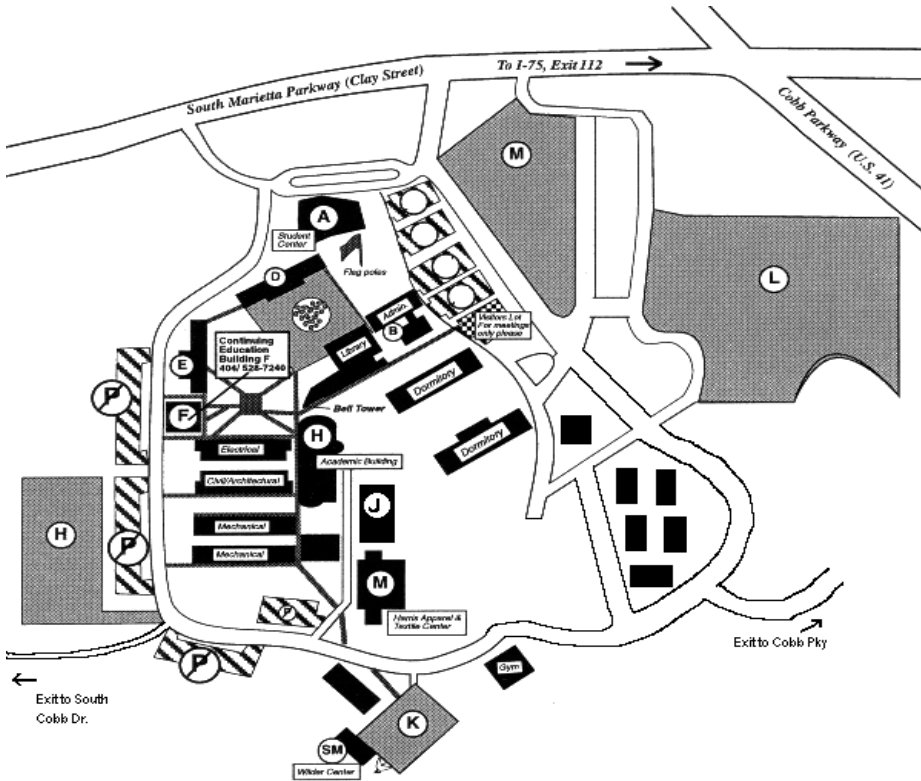 To I-75, Exit 112
South Marietta Parkway (Clay Street)
Cobb Parkway (U.S. 41)
M
A
Student
Center
Flag poles
D
L
Admin.
B
Visitors Lot
For meetings
only please
Library
Continuing
Education
Building F
404/ 528-7240
E
Dormitory
P
F
Bell Tower
H
Dormitory
Electrical
Academic Building
Civil/Architectural
J
H
Mechanical
P
Mechanical
M
P
Harris Apparel &
Textile Center
Exit to Cobb Pky
P
Gym
Exit to South
Cobb Dr.
K
SM
Wilder Center